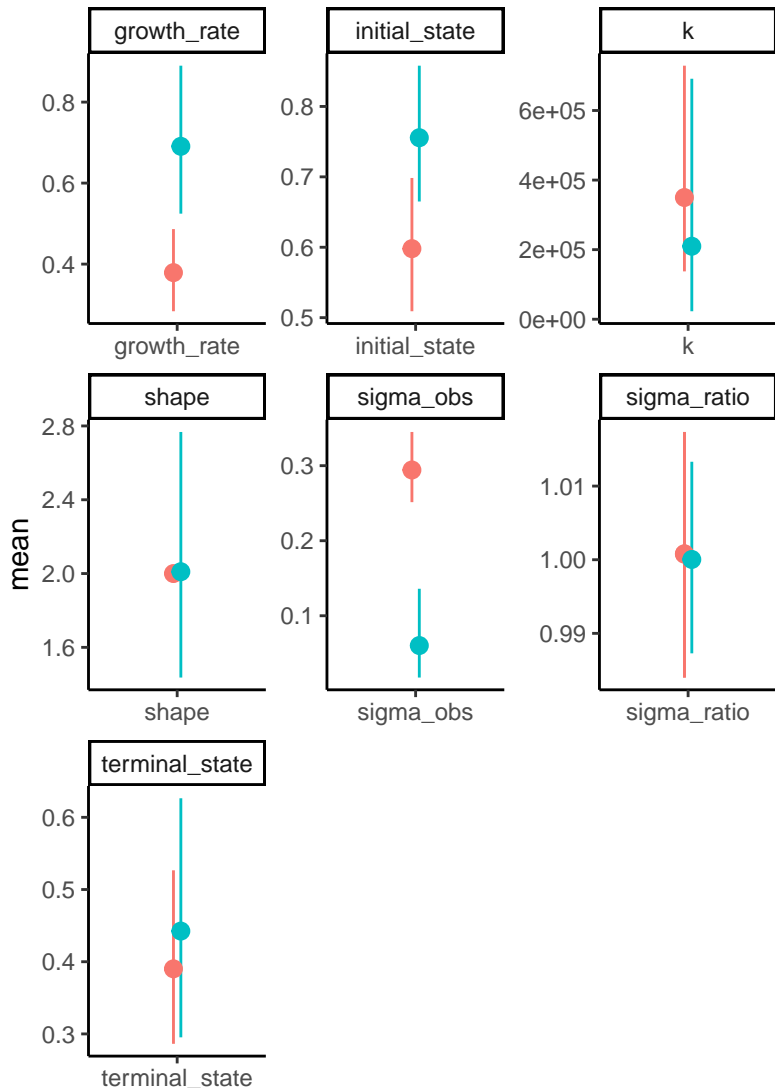 growth_rate
initial_state
k
0.8
0.6
0.4
growth_rate
0.8
0.7
0.6
0.5
initial_state
6e+05
4e+05
2e+05
0e+00
k
mean
shape
sigma_obs
sigma_ratio
2.8
2.4
2.0
1.6
shape
0.3
0.2
0.1
sigma_obs
1.01
1.00
0.99
sigma_ratio
terminal_state
0.6
0.5
0.4
0.3
terminal_state